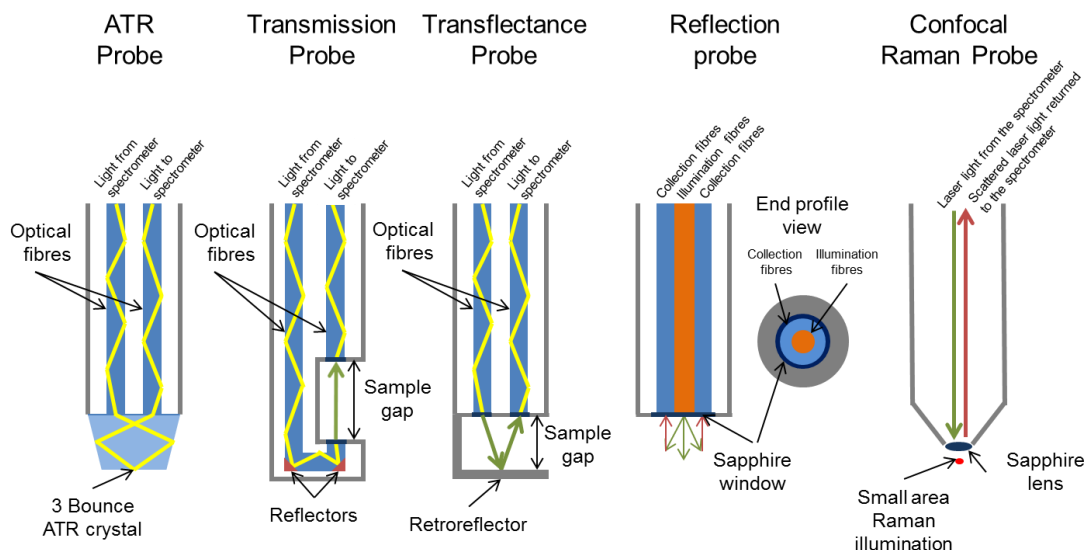 ATR
Probe
Transmission
Probe
Transflectance
Probe
Reflection
probe
Confocal
Raman Probe
Light from
spectrometer
Light to
spectrometer
Light from
spectrometer
Light to
spectrometer
Light from
spectrometer
Light to
spectrometer
Collection fibres
Illumination fibres
Collection fibres
Laser light from the spectrometer
Scattered laser light returned
to the spectrometer
Optical
fibres
Optical
fibres
Optical
fibres
End profile
view
Collection
fibres
Illumination
fibres
Sample
gap
Sample
gap
3 Bounce
ATR crystal
Reflectors
Retroreflector
Sapphire
window
Sapphire
lens
Small area
Raman
illumination